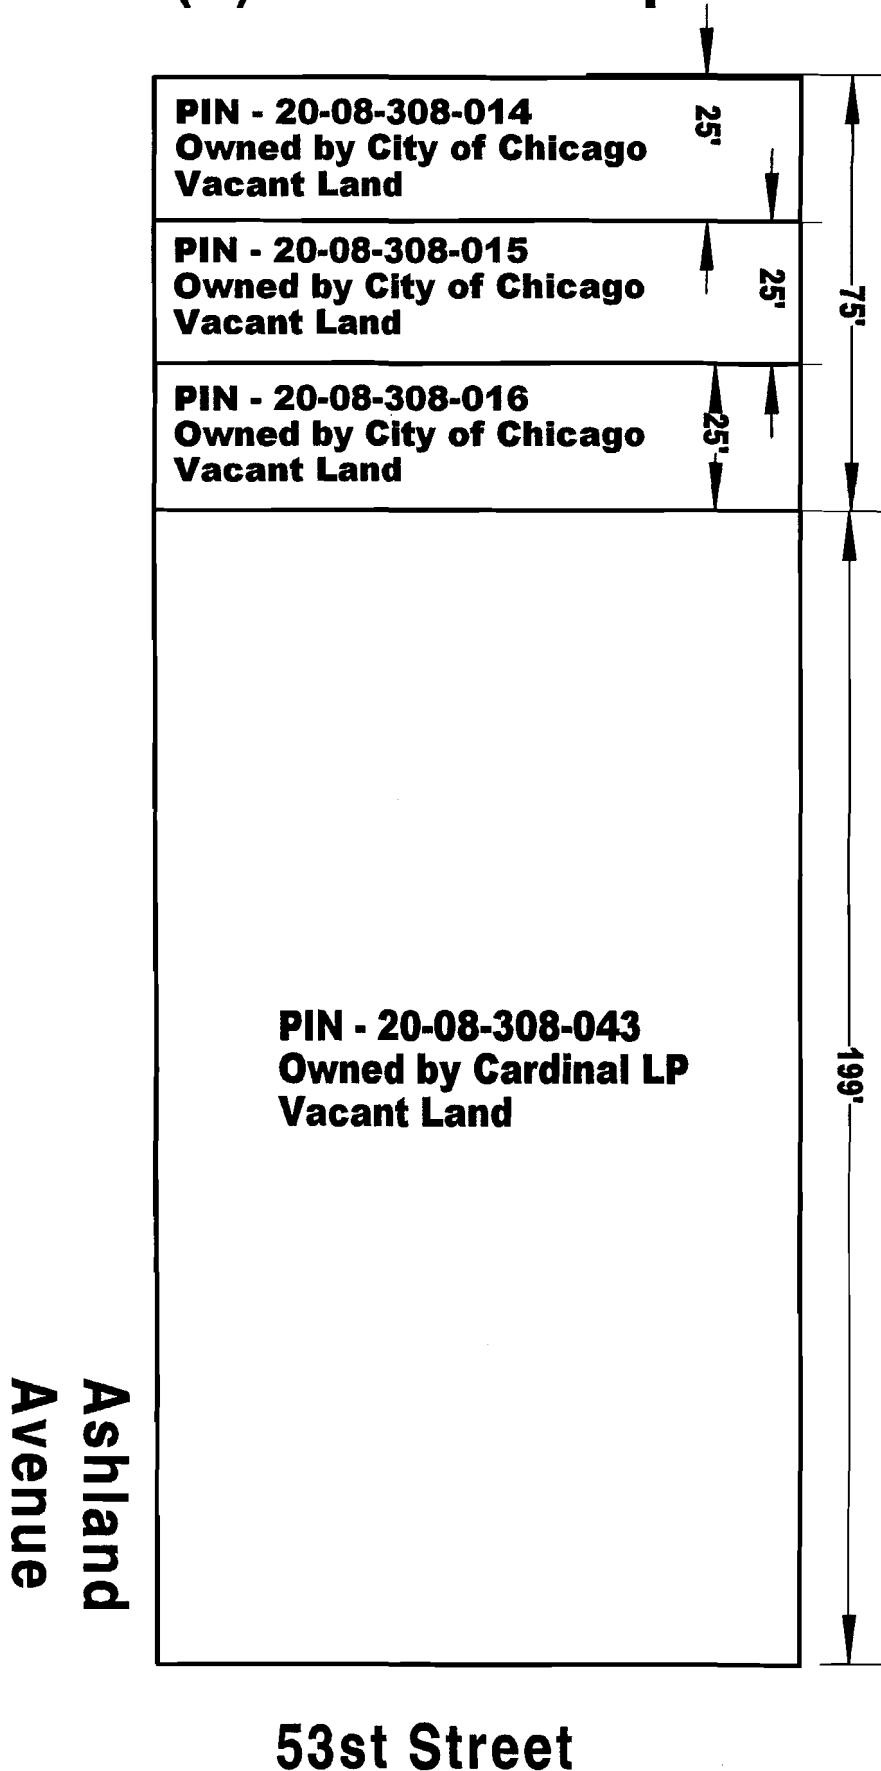 PIN - 20-08-308-014
Owned by City of Chicago
Vacant Land
25'
PIN - 20-08-308-015
Owned by City of Chicago
Vacant Land
25'
75'
PIN - 20-08-308-016
Owned by City of Chicago
Vacant Land
25'
PIN - 20-08-308-043
Owned by Cardinal LP
Vacant Land
199'
Ashland
Avenue
53st Street